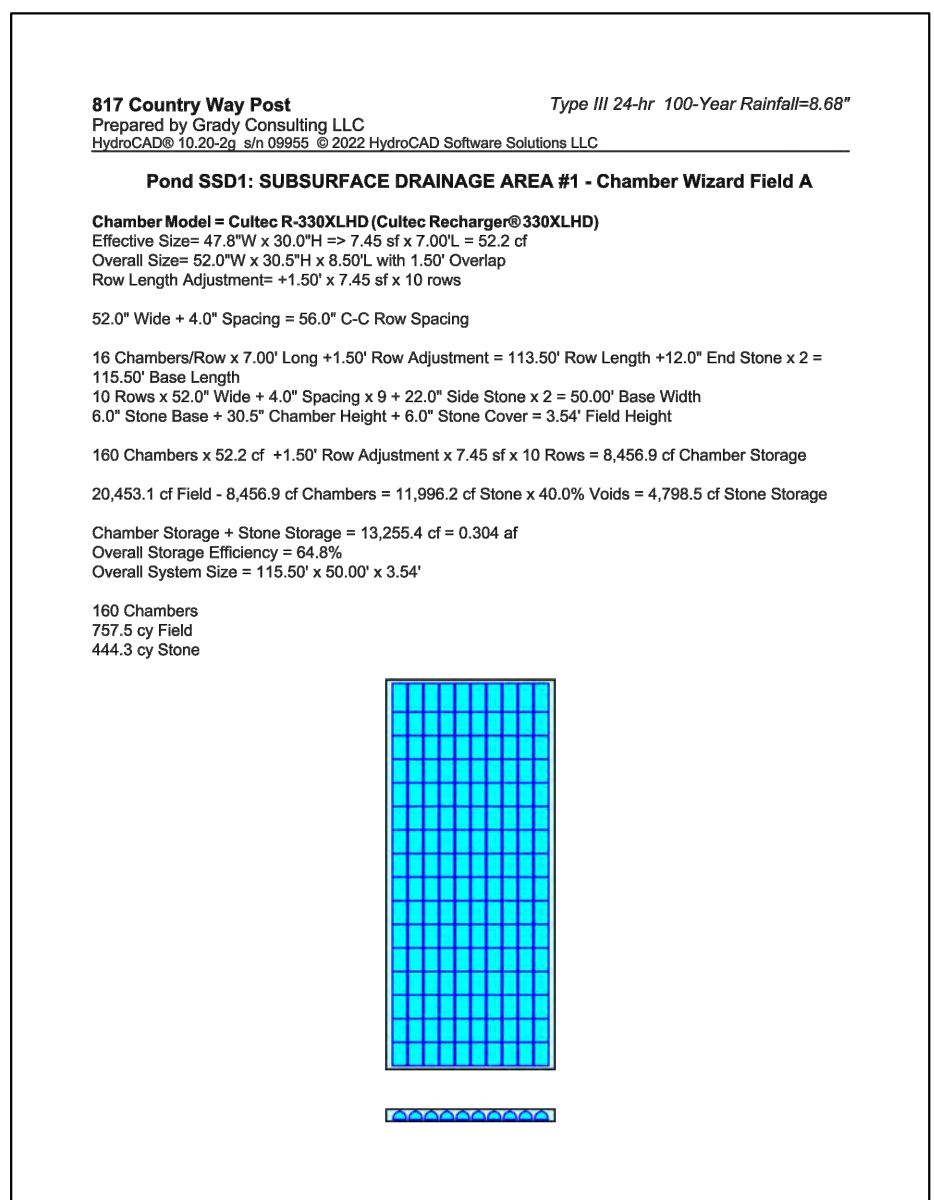 817 Country Way Post
Type III 24-hr 100-Year Rainfall=8.68"
Prepared by Grady Consulting LLC
HydroCAD® 10.20-2g s/n 09955 © 2022 HydroCAD Software Solutions LLC
Pond SSD1: SUBSURFACE DRAINAGE AREA #1 - Chamber Wizard Field A
Chamber Model = Cultec R-330XLHD (Cultec Recharger® 330XLHD)
Effective Size= 47.8"W x 30.0"H => 7.45 sf x 7.00'L = 52.2 cf
Overall Size= 52.0"W x 30.5"H x 8.50'L with 1.50' Overlap
Row Length Adjustment= +1.50' x 7.45 sf x 10 rows
52.0" Wide + 4.0" Spacing = 56.0" C-C Row Spacing
16 Chambers/Row x 7.00' Long +1.50' Row Adjustment = 113.50' Row Length +12.0" End Stone x 2 =
115.50' Base Length
10 Rows x 52.0" Wide + 4.0" Spacing x 9 + 22.0" Side Stone x 2 = 50.00' Base Width
6.0" Stone Base + 30.5" Chamber Height + 6.0" Stone Cover = 3.54' Field Height
160 Chambers x 52.2 cf +1.50' Row Adjustment x 7.45 sf x 10 Rows = 8,456.9 cf Chamber Storage
20,453.1 cf Field - 8,456.9 cf Chambers = 11,996.2 cf Stone x 40.0% Voids = 4,798.5 cf Stone Storage
Chamber Storage + Stone Storage = 13,255.4 cf = 0.304 af
Overall Storage Efficiency = 64.8%
Overall System Size = 115.50' x 50.00' x 3.54'
160 Chambers
757.5 cy Field
444.3 cy Stone